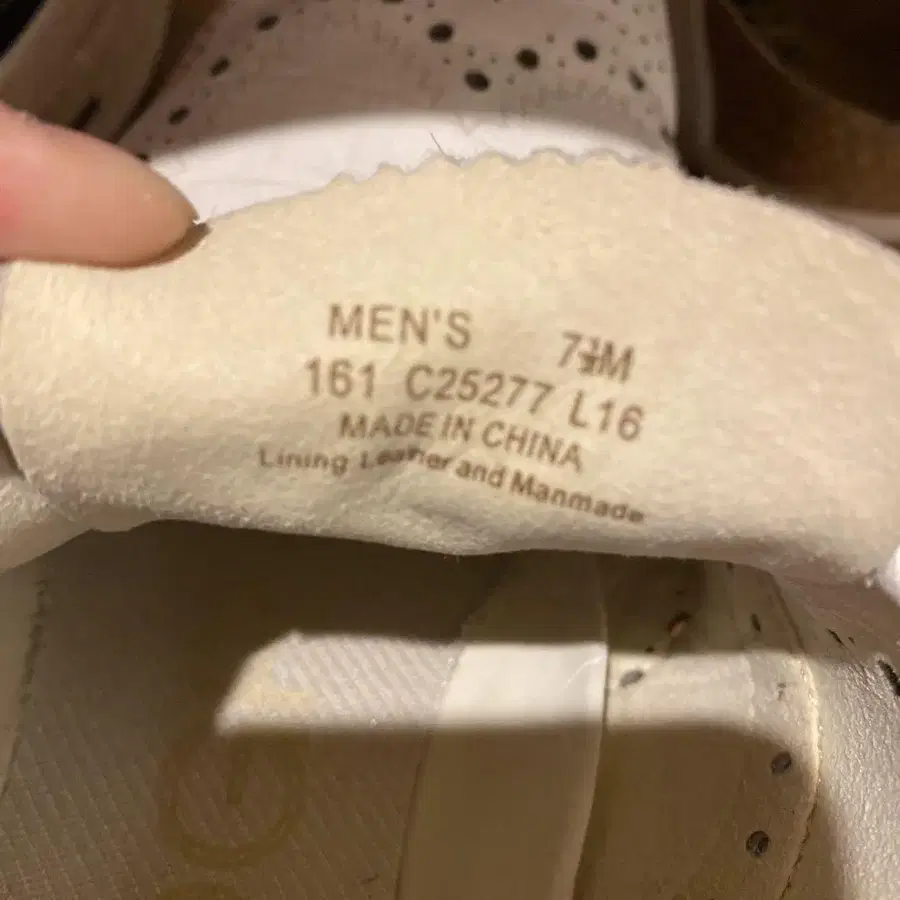 MEN'S 7½M
161 C25277 L16
MADE IN CHINA
Lining Leather and Manmade